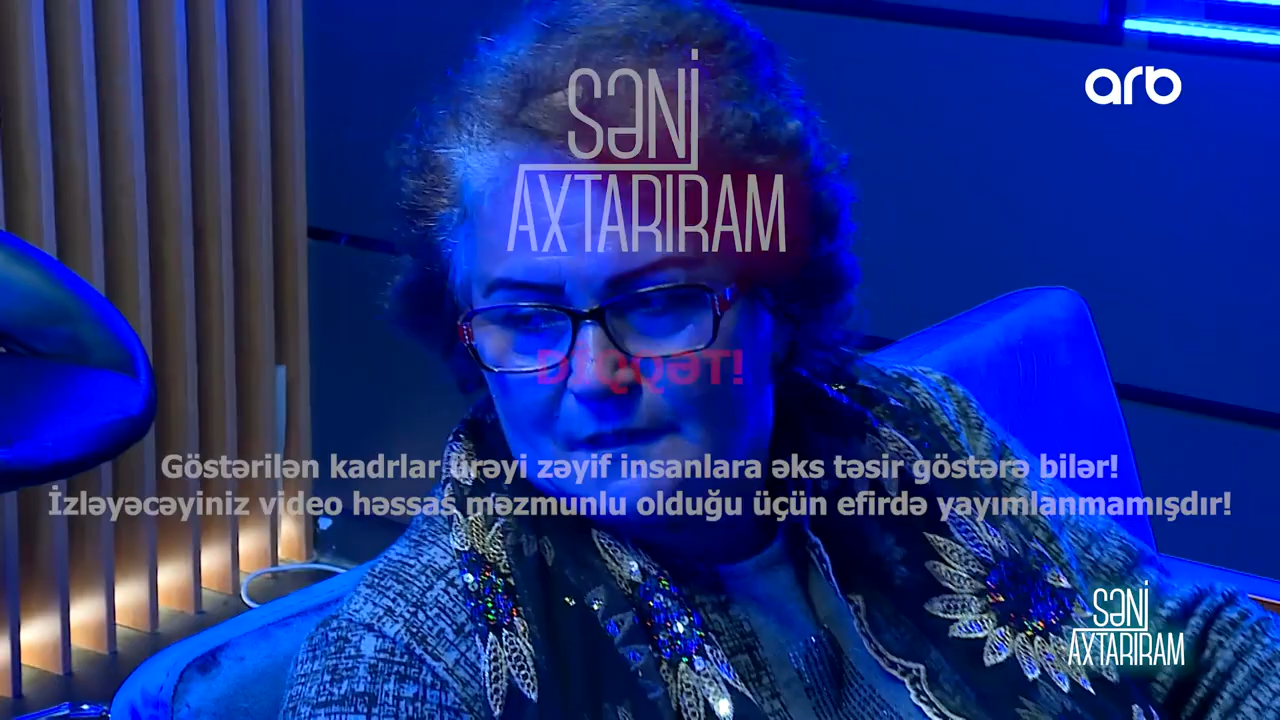 arb
SƏNİ
AXTARIRAM
DİQQƏT!
Göstərilən kadrlar ürəyi zəyif insanlara əks təsir göstərə bilər!
İzləyəcəyiniz video həssas məzmunlu olduğu üçün efirdə yayımlanmamışdır!
SƏNİ
AXTARIRAM